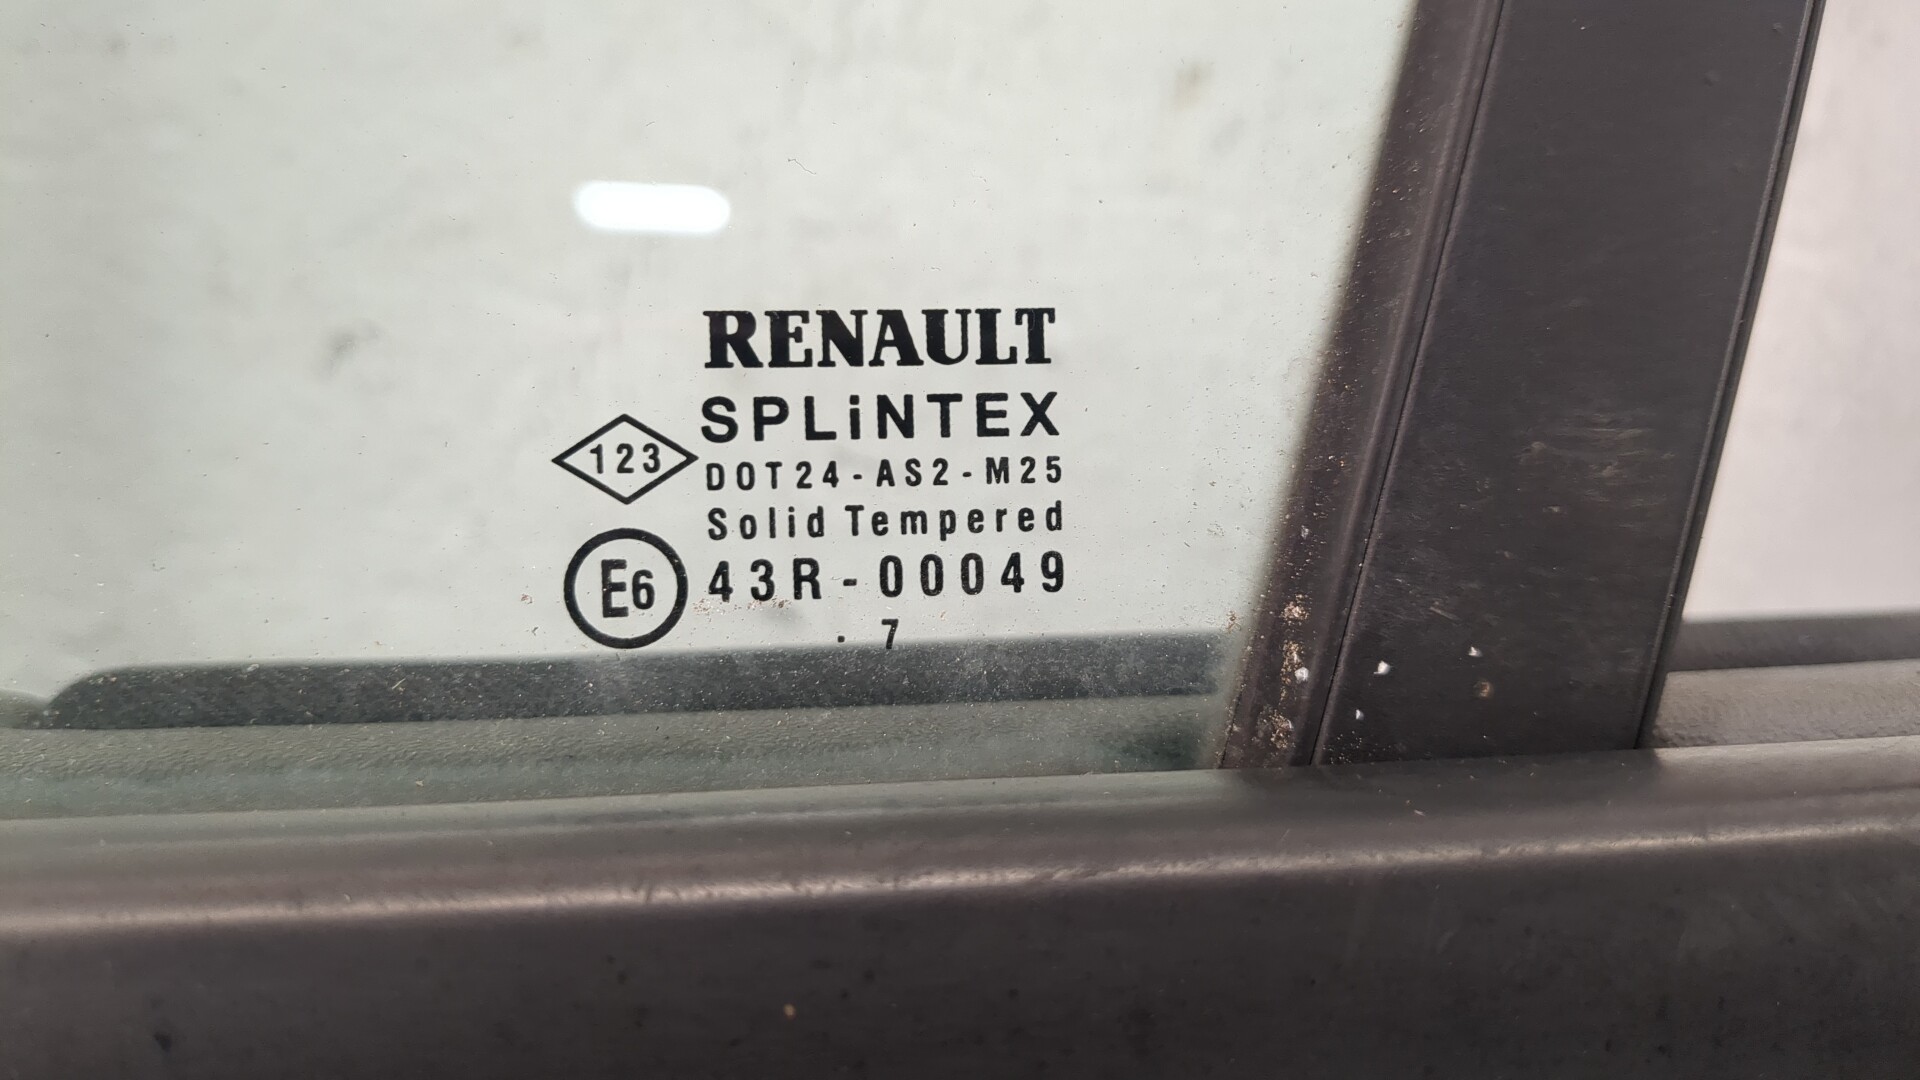 RENAULT
SPLiNTEX
123
DOT24-AS2-M25
Solid Tempered
E6 43R-00049
. 7